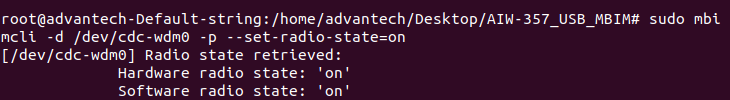 root@advantech-Default-string:/home/advantech/Desktop/AIW-357_USB_MBIM# sudo mbi
mcli -d /dev/cdc-wdm0 -p --set-radio-state=on
[/dev/cdc-wdm0] Radio state retrieved:
Hardware radio state: 'on'
Software radio state: 'on'